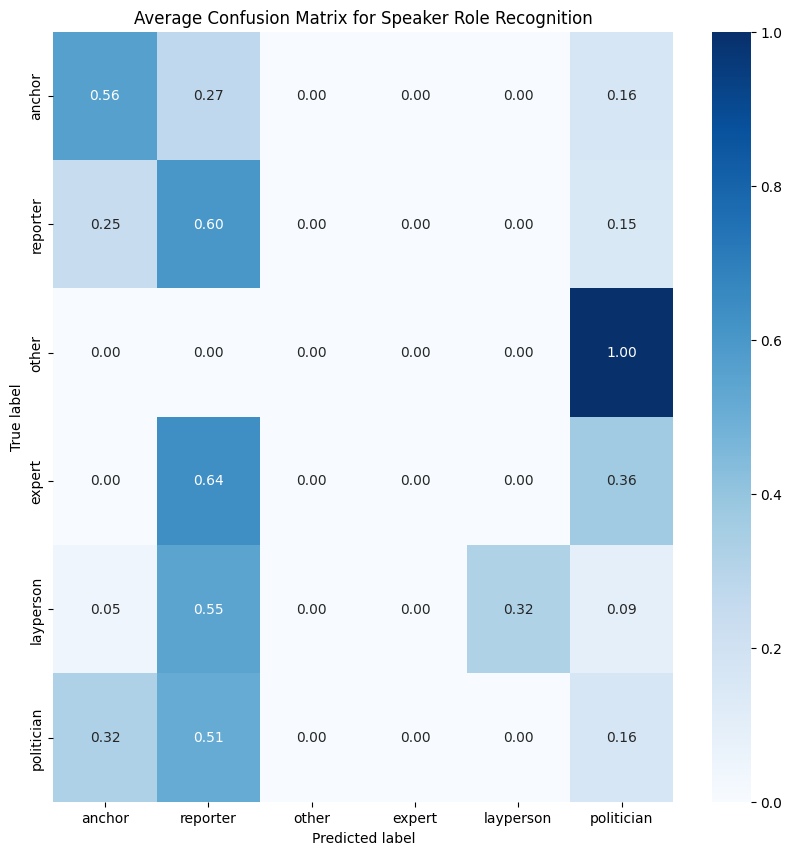 Average Confusion Matrix for Speaker Role Recognition
anchor 0.56 0.27 0.00 0.00 0.00 0.16
reporter 0.25 0.60 0.00 0.00 0.00 0.15
other 0.00 0.00 0.00 0.00 0.00 1.00
expert 0.00 0.64 0.00 0.00 0.00 0.36
layperson 0.05 0.55 0.00 0.00 0.32 0.09
politician 0.32 0.51 0.00 0.00 0.00 0.16
True label
anchor reporter other expert layperson politician
Predicted label
1.0
0.8
0.6
0.4
0.2
0.0